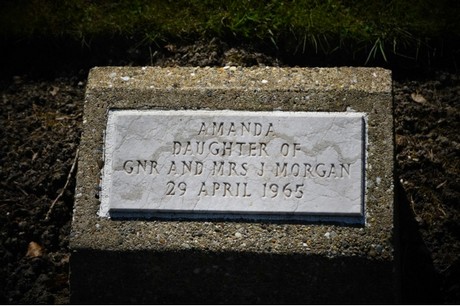 AMANDA
DAUGHTER OF
GNR AND MRS J MORGAN
29 APRIL 1965